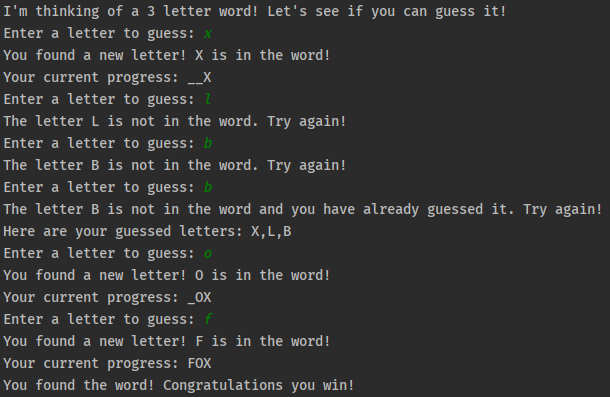 I'm thinking of a 3 letter word! Let's see if you can guess it!
Enter a letter to guess: x
You found a new letter! X is in the word!
Your current progress: __X
Enter a letter to guess: l
The letter L is not in the word. Try again!
Enter a letter to guess: b
The letter B is not in the word. Try again!
Enter a letter to guess: b
The letter B is not in the word and you have already guessed it. Try again!
Here are your guessed letters: X,L,B
Enter a letter to guess: o
You found a new letter! O is in the word!
Your current progress: _OX
Enter a letter to guess: f
You found a new letter! F is in the word!
Your current progress: FOX
You found the word! Congratulations you win!